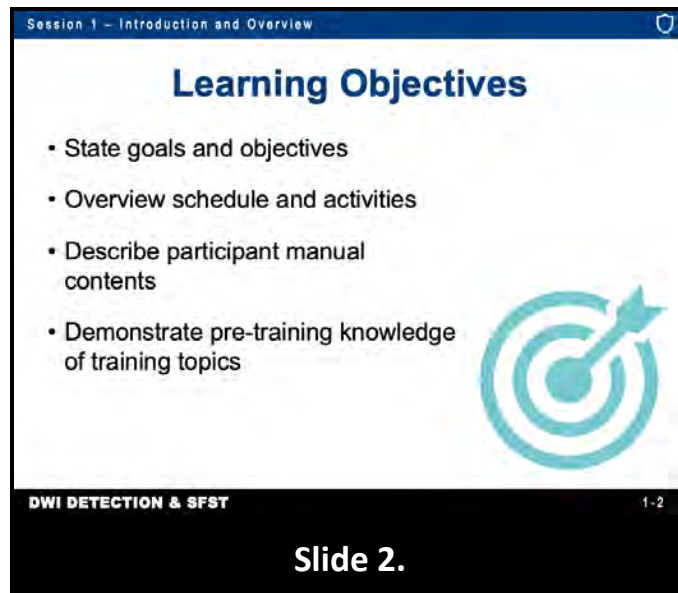 Session 1 – Introduction and Overview
Learning Objectives
• State goals and objectives
• Overview schedule and activities
• Describe participant manual
contents
• Demonstrate pre-training knowledge
of training topics
DWI DETECTION & SFST
1-2
Slide 2.